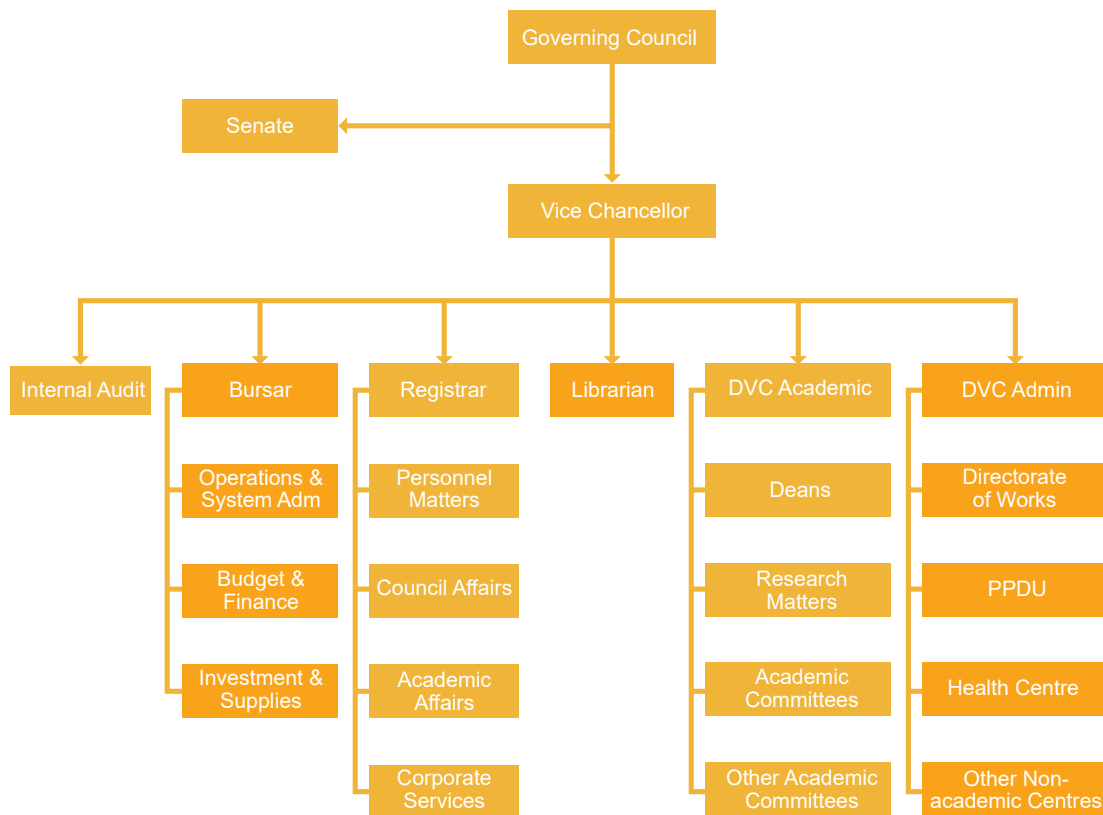 Governing Council
Senate
Vice Chancellor
Internal Audit
Bursar
Registrar
Librarian
DVC Academic
DVC Admin
Operations &
System Adm
Personnel
Matters
Deans
Directorate
of Works
Budget &
Finance
Council Affairs
Research
Matters
PPDU
Investment &
Supplies
Academic
Affairs
Academic
Committees
Health Centre
Corporate
Services
Other Academic
Committees
Other Non-
academic Centres